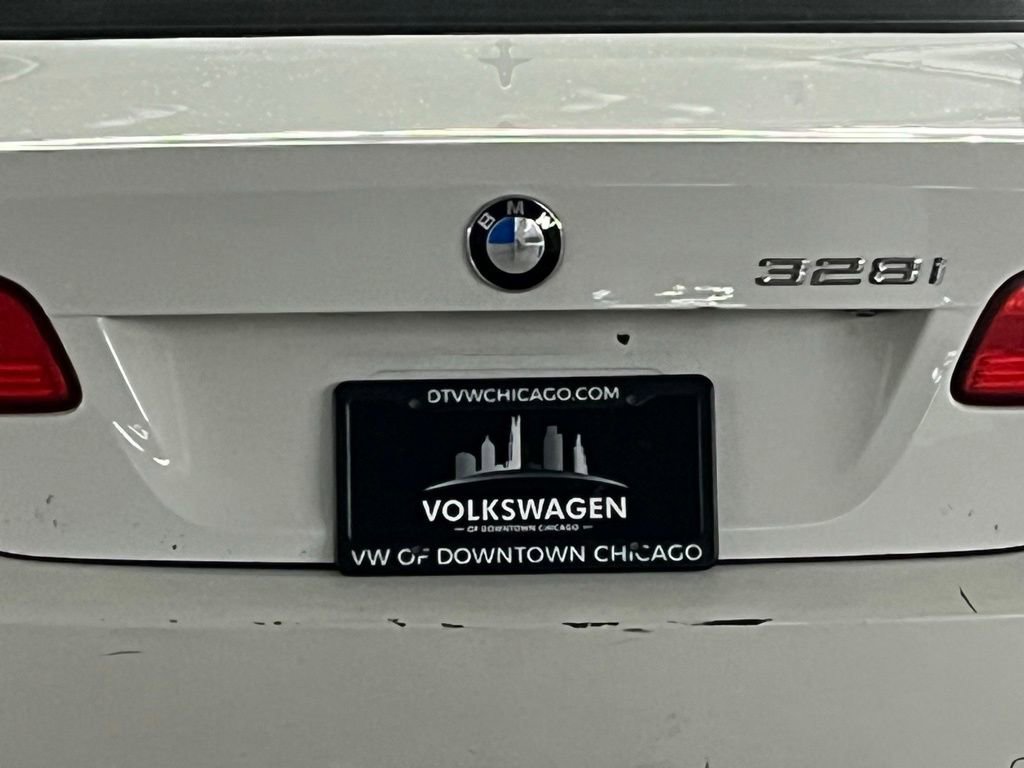 BMW
328i
DTVWCHICAGO.COM
VOLKSWAGEN
OF DOWNTOWN CHICAGO
VW OF DOWNTOWN CHICAGO